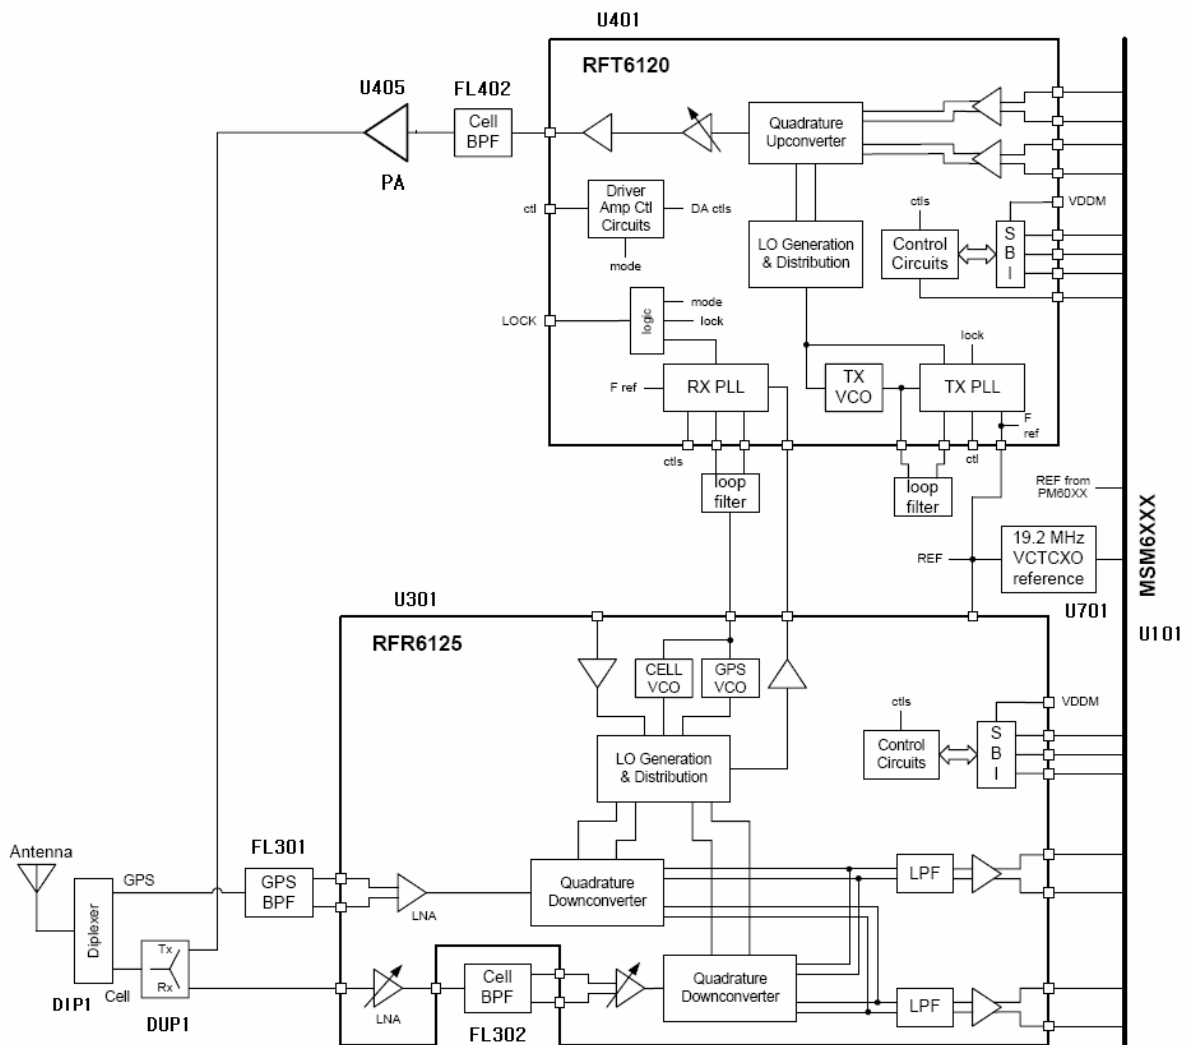 U401
RFT6120
U405
FL402
Cell
BPF
PA
Quadrature
Upconverter
Driver
Amp Ctl
Circuits
ctl
DA ctls
mode
LO Generation
& Distribution
ctls
VDDM
Control
Circuits
S
B
I
LOCK
logic
mode
lock
lock
F ref
RX PLL
TX
VCO
TX PLL
F
ref
ctls
ctl
loop
filter
loop
filter
REF from
PM60XX
REF
19.2 MHz
VCTCXO
reference
MSM6XXX
U301
U701
U101
RFR6125
CELL
VCO
GPS
VCO
ctls
VDDM
LO Generation
& Distribution
Control
Circuits
S
B
I
Antenna
FL301
GPS
GPS
BPF
LNA
Quadrature
Downconverter
LPF
Diplexer
Tx
Rx
Cell
DIP1
DUP1
LNA
Cell
BPF
FL302
Quadrature
Downconverter
LPF